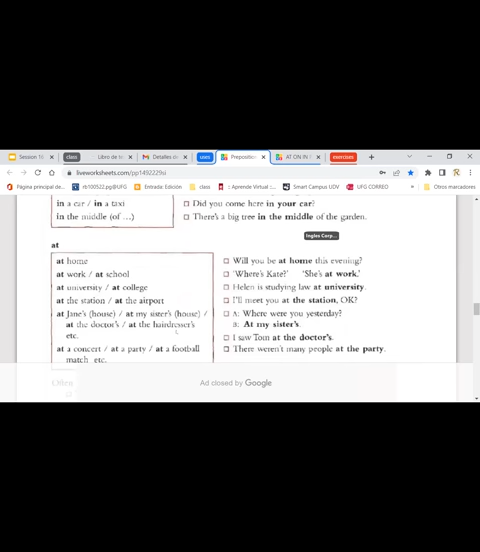 Session 16
class
Libro de te
Detalles de
uses
Preposition
AT ON IN (
exercises
liveworksheets.com/pp1492229si
Página principal de...
rb100522.pg@UFG
Entrada: Edición
class
:: Aprende Virtual ::..
Smart Campus UDV
UFG CORREO
Otros marcadores
in a car / in a taxi
Did you come here in your car?
in the middle (of ...)
There's a big tree in the middle of the garden.
Ingles Corp...
at
at home
Will you be at home this evening?
at work / at school
'Where's Kate?' 'She's at work.'
at university / at college
Helen is studying law at university.
at the station / at the airport
I'll meet you at the station, OK?
at Jane's (house) / at my sister's (house) /
A: Where were you yesterday?
at the doctor's / at the hairdresser's
B: At my sister's.
etc.
I saw Tom at the doctor's.
at a concert / at a party / at a football
There weren't many people at the party.
match etc.
Often
Ad closed by Google